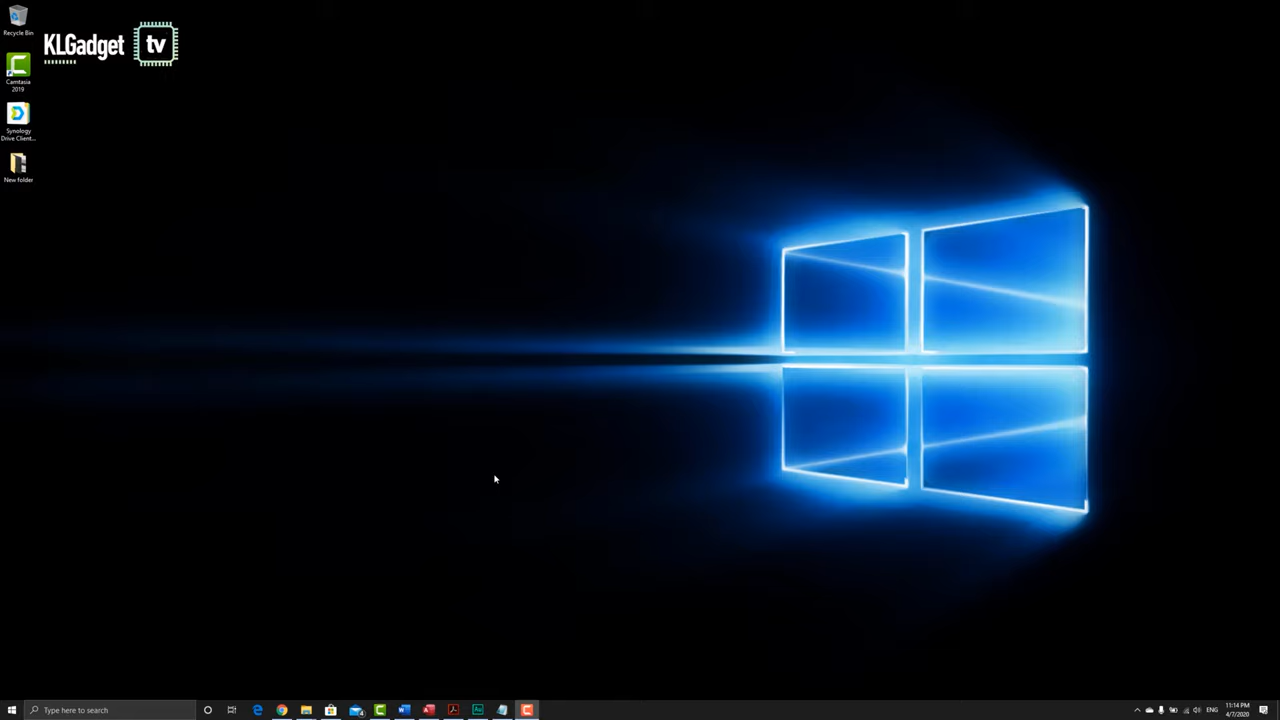 Recycle Bin
KLGadget tv
Camtasia
2019
Synology
Drive Client...
New folder
Type here to search
ENG
11:14 PM
4/7/2020